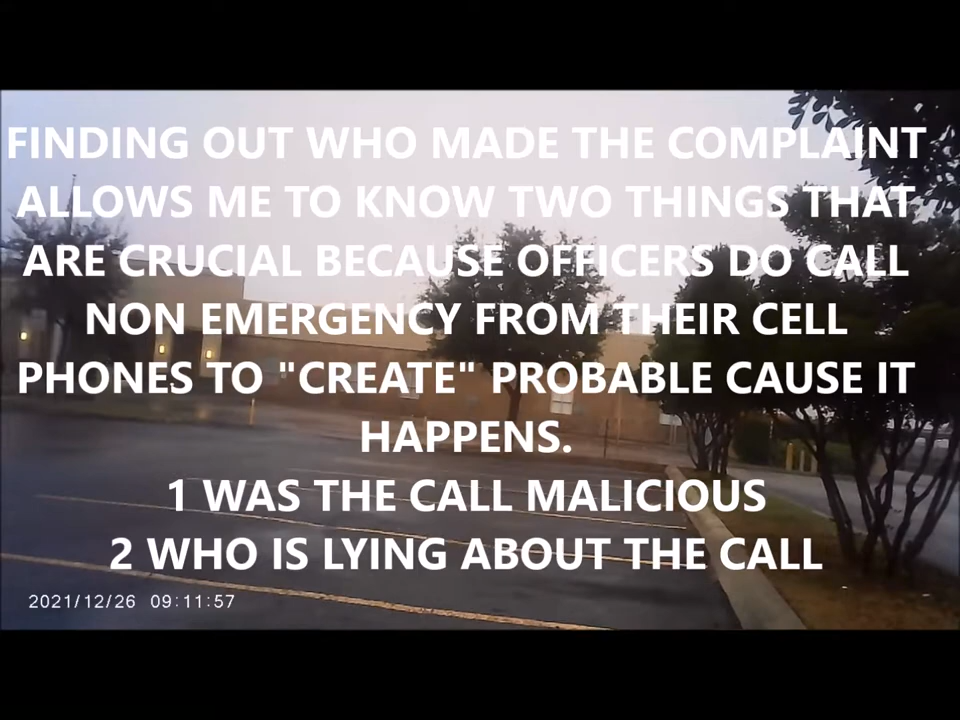 FINDING OUT WHO MADE THE COMPLAINT
ALLOWS ME TO KNOW TWO THINGS THAT
ARE CRUCIAL BECAUSE OFFICERS DO CALL
NON EMERGENCY FROM THEIR CELL
PHONES TO "CREATE" PROBABLE CAUSE IT
HAPPENS.
1 WAS THE CALL MALICIOUS
2 WHO IS LYING ABOUT THE CALL
2021/12/26 09:11:57